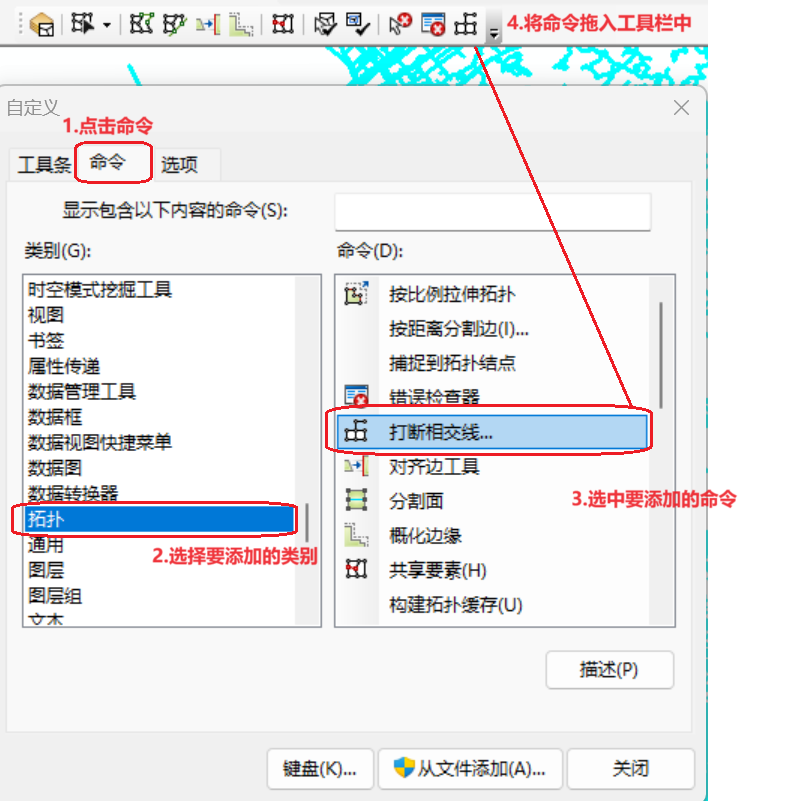 4.将命令拖入工具栏中
自定义
1.点击命令
工具条
命令
选项
显示包含以下内容的命令(S):
类别(G):
命令(D):
时空模式挖掘工具
视图
书签
属性传递
数据管理工具
数据框
数据视图快捷菜单
数据图
数据转换器
拓扑
通用
图层
图层组
文本
2.选择要添加的类别
按比例拉伸拓扑
按距离分割边(I)...
捕捉到拓扑结点
错误检查器
打断相交线...
对齐边工具
分割面
概化边缘
共享要素(H)
构建拓扑缓存(U)
3.选中要添加的命令
描述(P)
键盘(K)...
从文件添加(A)...
关闭